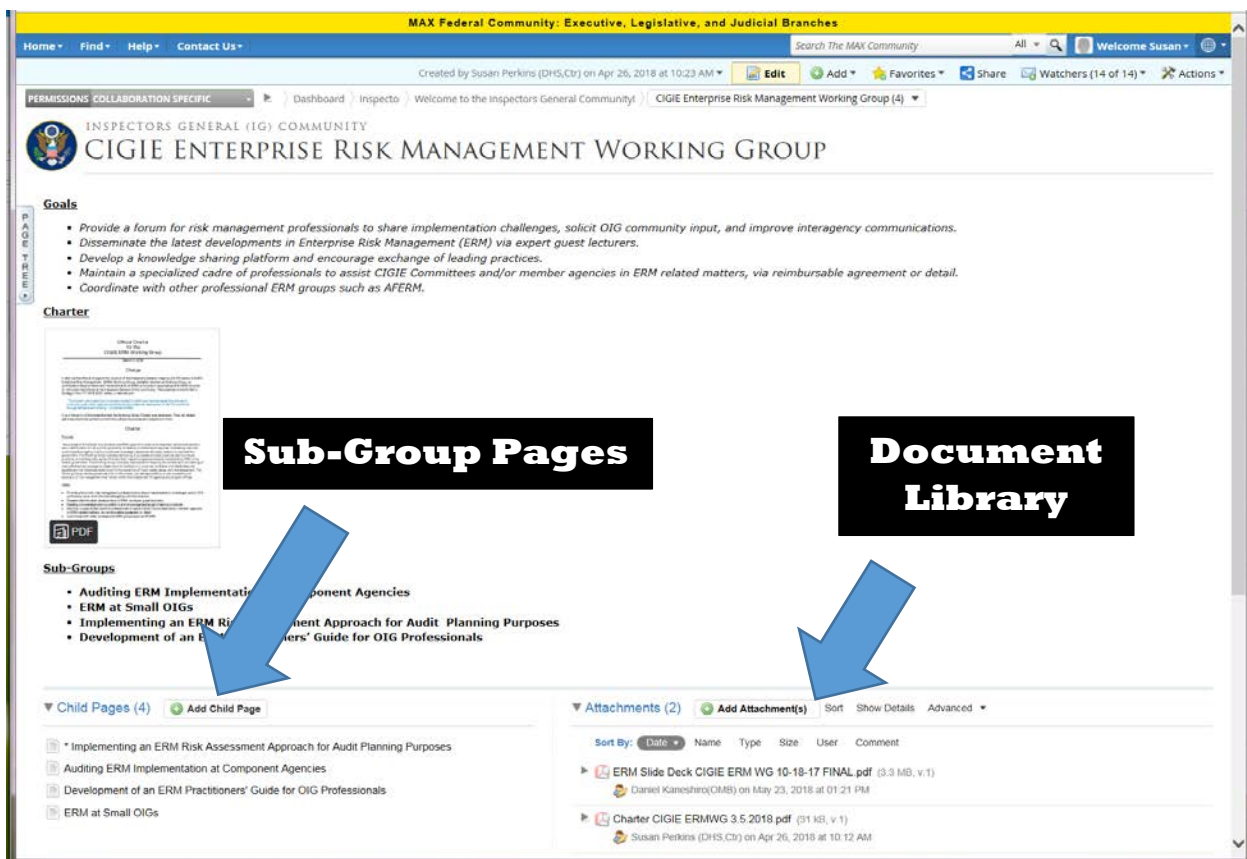 MAX Federal Community: Executive, Legislative, and Judicial Branches
Home Find Help Contact Us Search The MAX Community All Welcome Susan
Created by Susan Perkins (DHS,Ctr) on Apr 26, 2018 at 10:23 AM Edit Add Favorites Share Watchers (14 of 14) Actions
PERMISSIONS COLLABORATION SPECIFIC Dashboard Inspecto Welcome to the Inspectors General Community! CIGIE Enterprise Risk Management Working Group (4)
INSPECTORS GENERAL (IG) COMMUNITY
CIGIE ENTERPRISE RISK MANAGEMENT WORKING GROUP
PAGE TREE
Goals
• Provide a forum for risk management professionals to share implementation challenges, solicit OIG community input, and improve interagency communications.
• Disseminate the latest developments in Enterprise Risk Management (ERM) via expert guest lecturers.
• Develop a knowledge sharing platform and encourage exchange of leading practices.
• Maintain a specialized cadre of professionals to assist CIGIE Committees and/or member agencies in ERM related matters, via reimbursable agreement or detail.
• Coordinate with other professional ERM groups such as AFERM.
Charter
Official Charter
for the
CIGIE ERM Working Group
Charter
PDF
Sub-Group Pages
Document
Library
Sub-Groups
• Auditing ERM Implementatio ponent Agencies
• ERM at Small OIGs
• Implementing an ERM Ri ment Approach for Audit Planning Purposes
• Development of an E ners' Guide for OIG Professionals
Child Pages (4) Add Child Page
* Implementing an ERM Risk Assessment Approach for Audit Planning Purposes
Auditing ERM Implementation at Component Agencies
Development of an ERM Practitioners' Guide for OIG Professionals
ERM at Small OIGs
Attachments (2) Add Attachment(s) Sort Show Details Advanced
Sort By: Date Name Type Size User Comment
ERM Slide Deck CIGIE ERM WG 10-18-17 FINAL.pdf (3.3 MB, v.1)
Daniel Kaneshiro(OMB) on May 23, 2018 at 01:21 PM
Charter CIGIE ERMWG 3.5.2018.pdf (31 kB, v.1)
Susan Perkins (DHS,Ctr) on Apr 26, 2018 at 10:12 AM